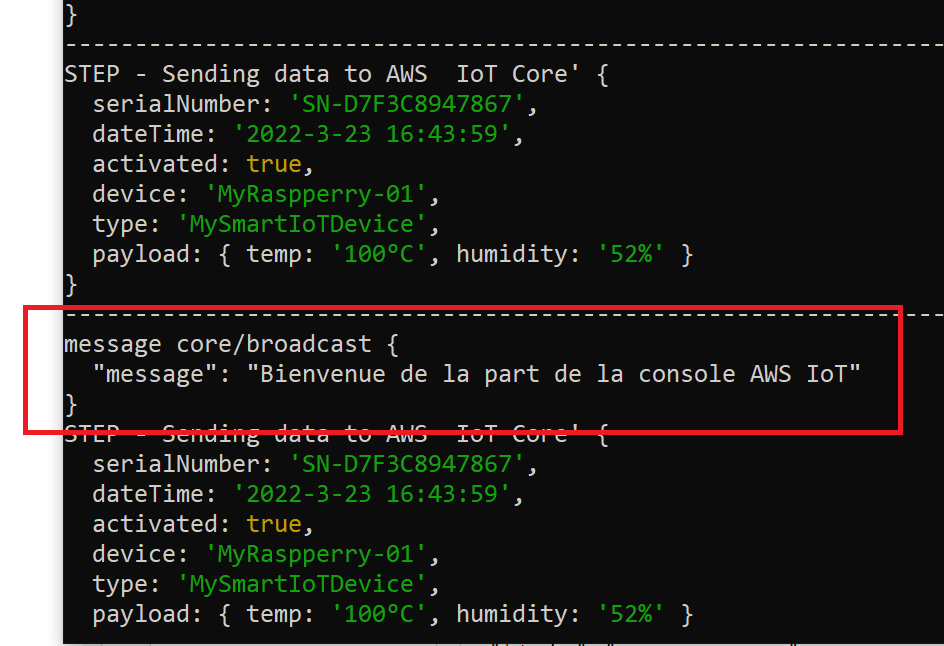 }
---------------------------------------------------------------
STEP - Sending data to AWS  IoT Core' {
  serialNumber: 'SN-D7F3C8947867',
  dateTime: '2022-3-23 16:43:59',
  activated: true,
  device: 'MyRaspperry-01',
  type: 'MySmartIoTDevice',
  payload: { temp: '100ºC', humidity: '52%' }
}
---------------------------------------------------------------
message core/broadcast {
  "message": "Bienvenue de la part de la console AWS IoT"
}
STEP - Sending data to AWS  IoT Core' {
  serialNumber: 'SN-D7F3C8947867',
  dateTime: '2022-3-23 16:43:59',
  activated: true,
  device: 'MyRaspperry-01',
  type: 'MySmartIoTDevice',
  payload: { temp: '100ºC', humidity: '52%' }